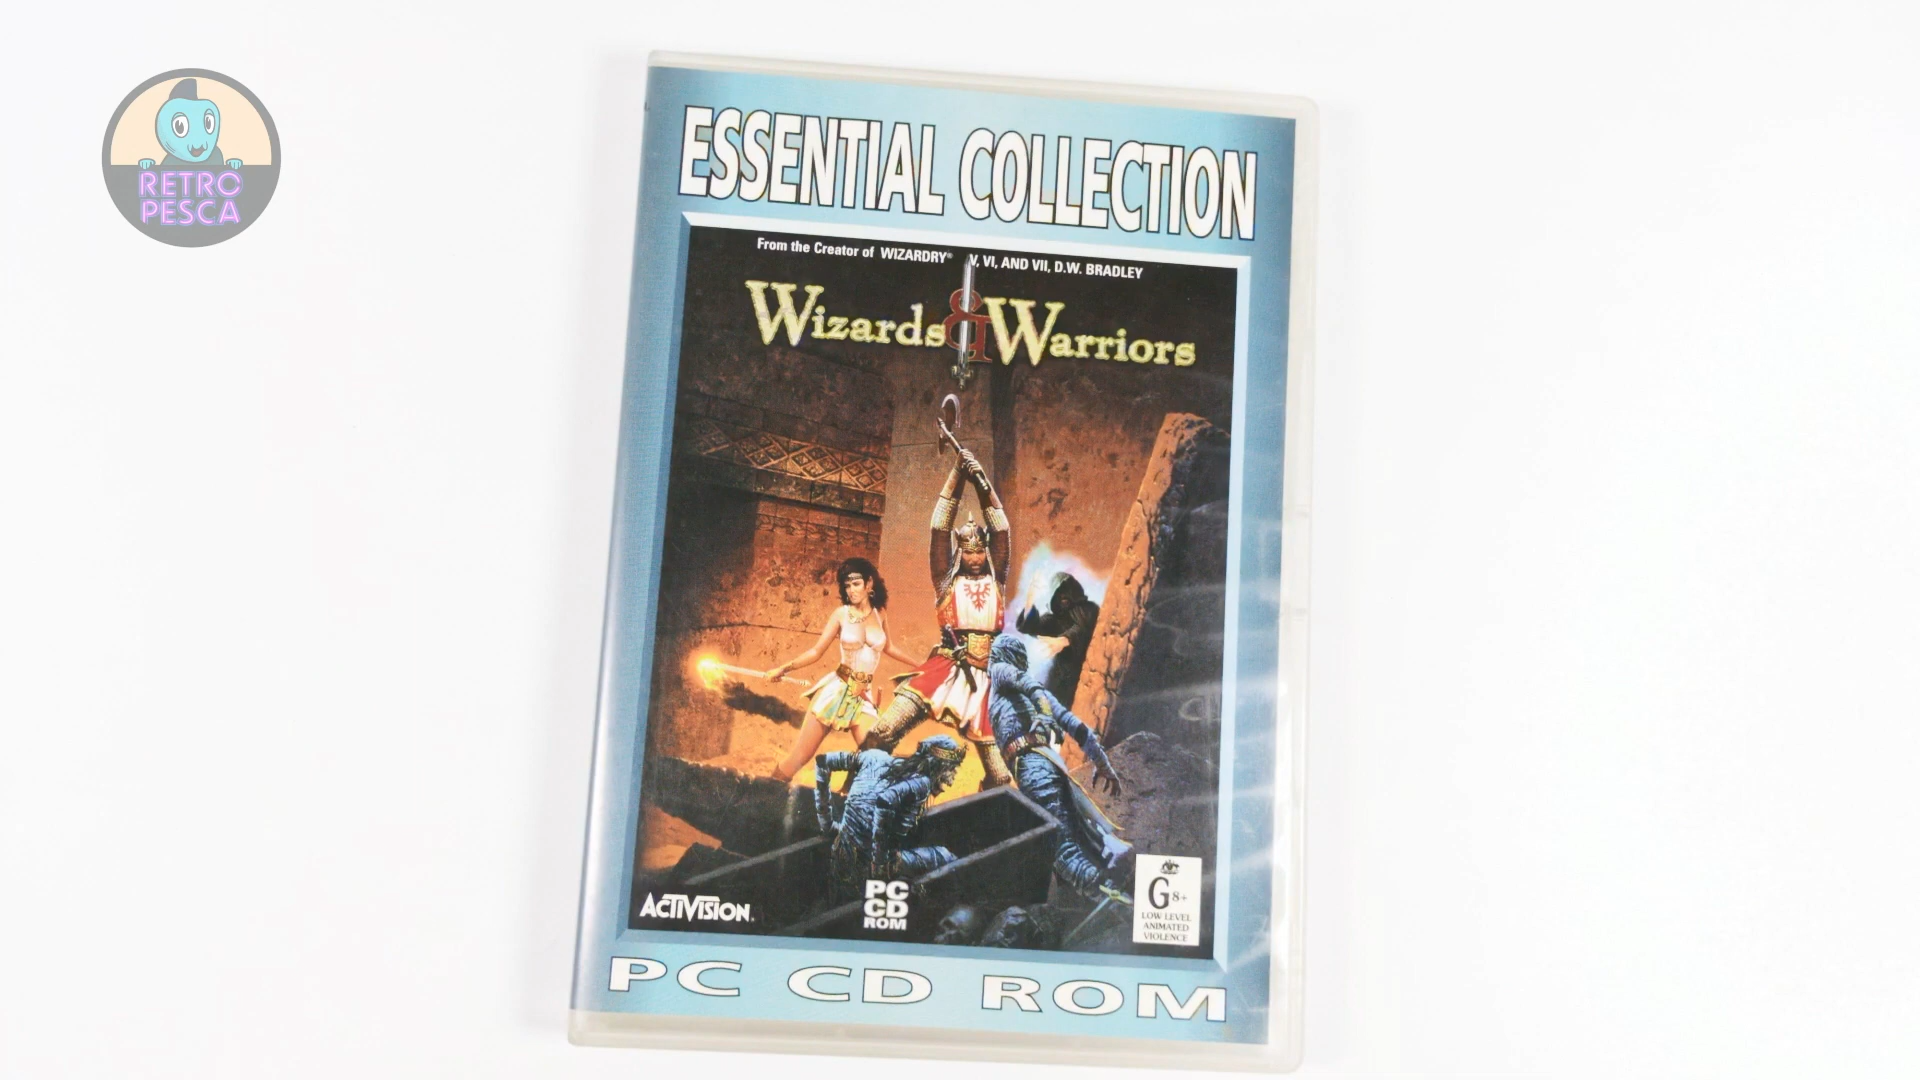 RETRO
PESCA
ESSENTIAL COLLECTION
From the Creator of WIZARDRY® V, VI, AND VII, D.W. BRADLEY
Wizards & Warriors
ACTIVISION.
PC
CD
ROM
G 8+
LOW LEVEL
ANIMATED
VIOLENCE
PC CD ROM